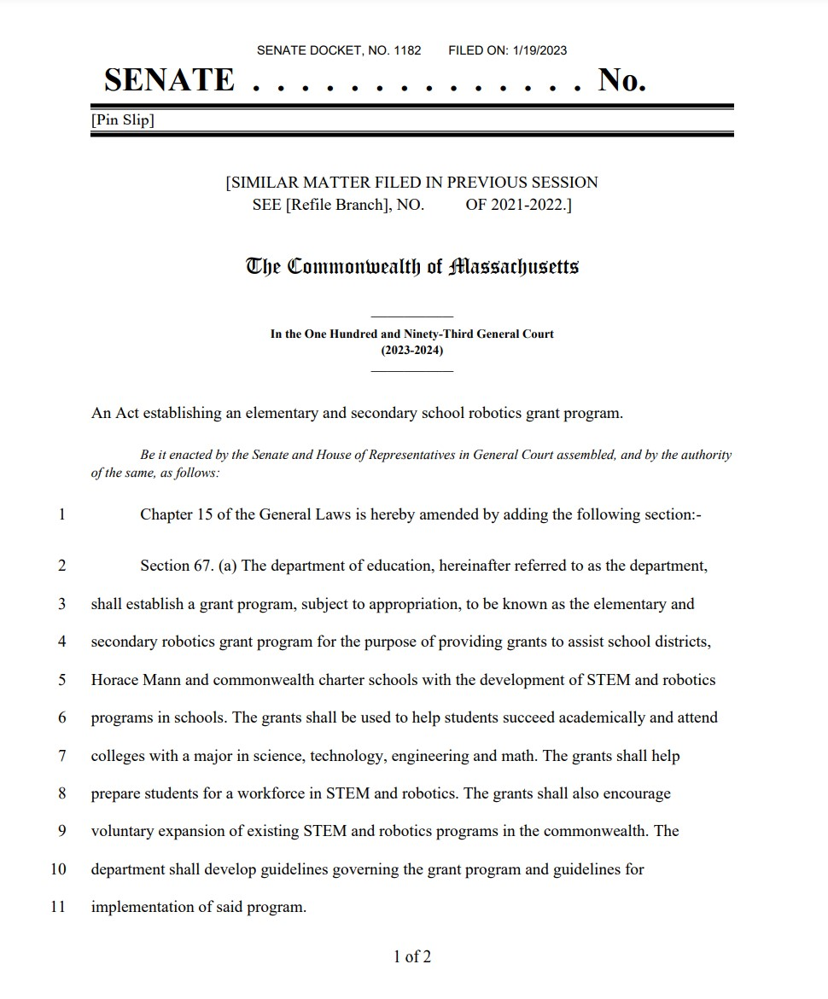 SENATE DOCKET, NO. 1182 FILED ON: 1/19/2023
SENATE . . . . . . . . . . . . . . No.
[Pin Slip]
[SIMILAR MATTER FILED IN PREVIOUS SESSION
SEE [Refile Branch], NO. OF 2021-2022.]
The Commonwealth of Massachusetts
In the One Hundred and Ninety-Third General Court
(2023-2024)
An Act establishing an elementary and secondary school robotics grant program.
Be it enacted by the Senate and House of Representatives in General Court assembled, and by the authority
of the same, as follows:
1 Chapter 15 of the General Laws is hereby amended by adding the following section:-
2 Section 67. (a) The department of education, hereinafter referred to as the department,
3 shall establish a grant program, subject to appropriation, to be known as the elementary and
4 secondary robotics grant program for the purpose of providing grants to assist school districts,
5 Horace Mann and commonwealth charter schools with the development of STEM and robotics
6 programs in schools. The grants shall be used to help students succeed academically and attend
7 colleges with a major in science, technology, engineering and math. The grants shall help
8 prepare students for a workforce in STEM and robotics. The grants shall also encourage
9 voluntary expansion of existing STEM and robotics programs in the commonwealth. The
10 department shall develop guidelines governing the grant program and guidelines for
11 implementation of said program.
1 of 2